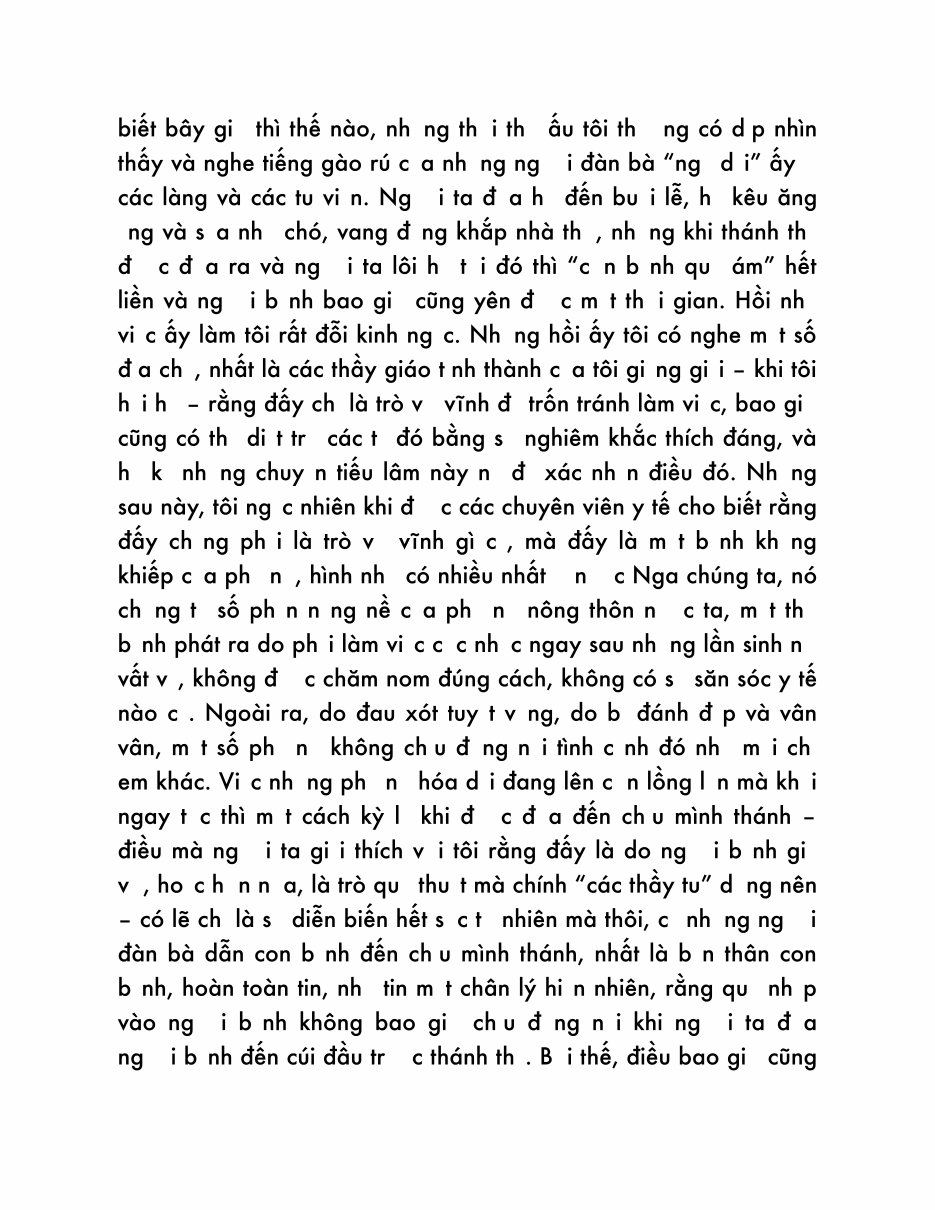 biết bây gi thì thế nào, nh ng th i th ấu tôi th ng có d p nhìn
thấy và nghe tiếng gào rú c a nh ng ng i đàn bà “ng d i” ấy
các làng và các tu vi n. Ng i ta đ a h đến bu i lễ, h kêu ăng
ng và s a nh chó, vang đ ng khắp nhà th , nh ng khi thánh th
đ c đ a ra và ng i ta lôi h t i đó thì “c n b nh qu ám” hết
liền và ng i b nh bao gi cũng yên đ c m t th i gian. Hồi nh
vi c ấy làm tôi rất đỗi kinh ng c. Nh ng hồi ấy tôi có nghe m t số
đ a ch , nhất là các thầy giáo t nh thành c a tôi gi ng gi i – khi tôi
h i h – rằng đấy ch là trò v vĩnh đ trốn tránh làm vi c, bao gi
cũng có th di t tr các t đó bằng s nghiêm khắc thích đáng, và
h k nh ng chuy n tiếu lâm này n đ xác nh n điều đó. Nh ng
sau này, tôi ng c nhiên khi đ c các chuyên viên y tế cho biết rằng
đấy ch ng ph i là trò v vĩnh gì c , mà đấy là m t b nh kh ng
khiếp c a ph n , hình nh có nhiều nhất n c Nga chúng ta, nó
ch ng t số ph n n ng nề c a ph n nông thôn n c ta, m t th
b nh phát ra do ph i làm vi c c c nh c ngay sau nh ng lần sinh n
vất v , không đ c chăm nom đúng cách, không có s săn sóc y tế
nào c . Ngoài ra, do đau xót tuy t v ng, do b đánh đ p và vân
vân, m t số ph n không ch u đ ng n i tình c nh đó nh m i ch
em khác. Vi c nh ng ph n hóa d i đang lên c n lồng l n mà kh i
ngay t c thì m t cách kỳ l khi đ c đ a đến ch u mình thánh –
điều mà ng i ta gi i thích v i tôi rằng đấy là do ng i b nh gi
v , ho c h n n a, là trò qu thu t mà chính “các thầy tu” d ng nên
– có lẽ ch là s diễn biến hết s c t nhiên mà thôi, c nh ng ng i
đàn bà dẫn con b nh đến ch u mình thánh, nhất là b n thân con
b nh, hoàn toàn tin, nh tin m t chân lý hi n nhiên, rằng qu nh p
vào ng i b nh không bao gi ch u đ ng n i khi ng i ta đ a
ng i b nh đến cúi đầu tr c thánh th . B i thế, điều bao gi cũng